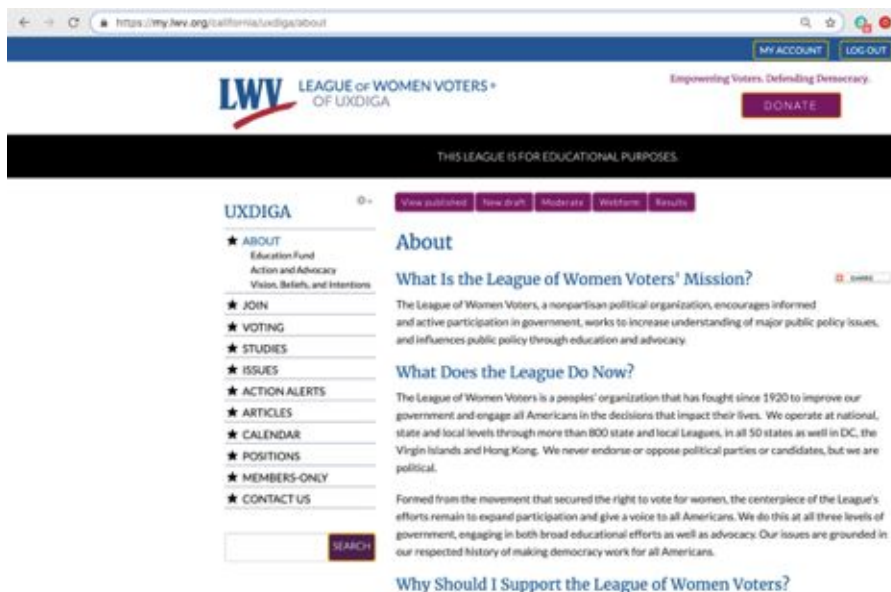 https://my.lwv.org/california/uxdiga/about
MY ACCOUNT
LOG OUT
LWV
LEAGUE OF WOMEN VOTERS®
OF UXDIGA
Empowering Voters. Defending Democracy.
DONATE
THIS LEAGUE IS FOR EDUCATIONAL PURPOSES.
UXDIGA
★ ABOUT
Education Fund
Action and Advocacy
Vision, Beliefs, and Intentions
★ JOIN
★ VOTING
★ STUDIES
★ ISSUES
★ ACTION ALERTS
★ ARTICLES
★ CALENDAR
★ POSITIONS
★ MEMBERS-ONLY
★ CONTACT US
SEARCH
View published
New draft
Moderate
Webform
Results
About
What Is the League of Women Voters' Mission?
SHARE
The League of Women Voters, a nonpartisan political organization, encourages informed
and active participation in government, works to increase understanding of major public policy issues,
and influences public policy through education and advocacy.
What Does the League Do Now?
The League of Women Voters is a peoples' organization that has fought since 1920 to improve our
government and engage all Americans in the decisions that impact their lives. We operate at national,
state and local levels through more than 800 state and local Leagues, in all 50 states as well in DC, the
Virgin Islands and Hong Kong. We never endorse or oppose political parties or candidates, but we are
political.
Formed from the movement that secured the right to vote for women, the centerpiece of the League's
efforts remain to expand participation and give a voice to all Americans. We do this at all three levels of
government, engaging in both broad educational efforts as well as advocacy. Our issues are grounded in
our respected history of making democracy work for all Americans.
Why Should I Support the League of Women Voters?